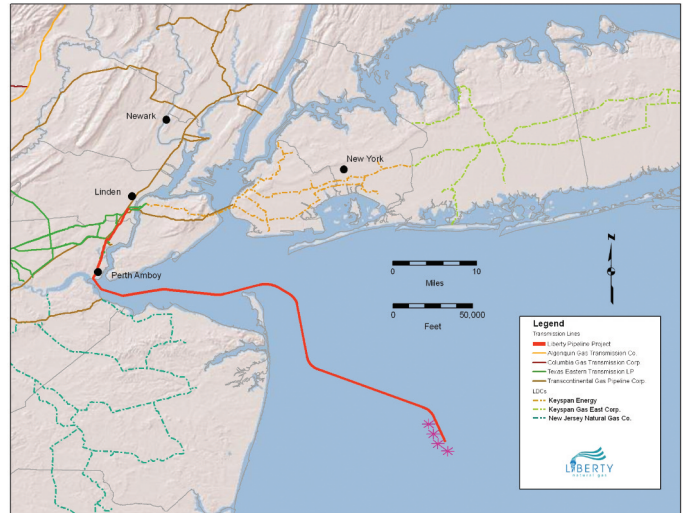 Newark
New York
Linden
Perth Amboy
0 10
Miles
0 50,000
Feet
N
Legend
Transmission Lines
Liberty Pipeline Project
Algonquin Gas Transmission Co.
Columbia Gas Transmission Corp.
Texas Eastern Transmission LP
Transcontinental Gas Pipeline Corp.
LDCs
Keyspan Energy
Keyspan Gas East Corp.
New Jersey Natural Gas Co.
LIBERTY
natural gas